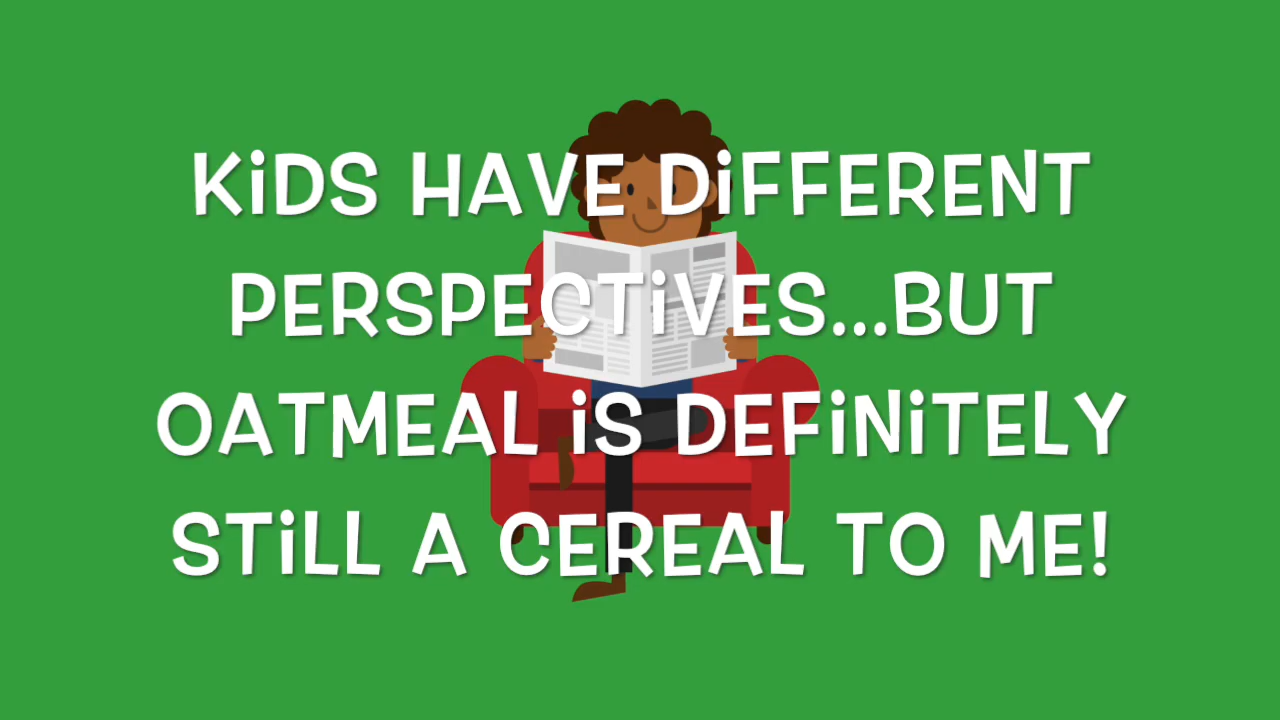 KiDS HAVE DiFFERENT
PERSPECTiVES...BUT
OATMEAL iS DEFiNiTELY
STiLL A CEREAL TO ME!